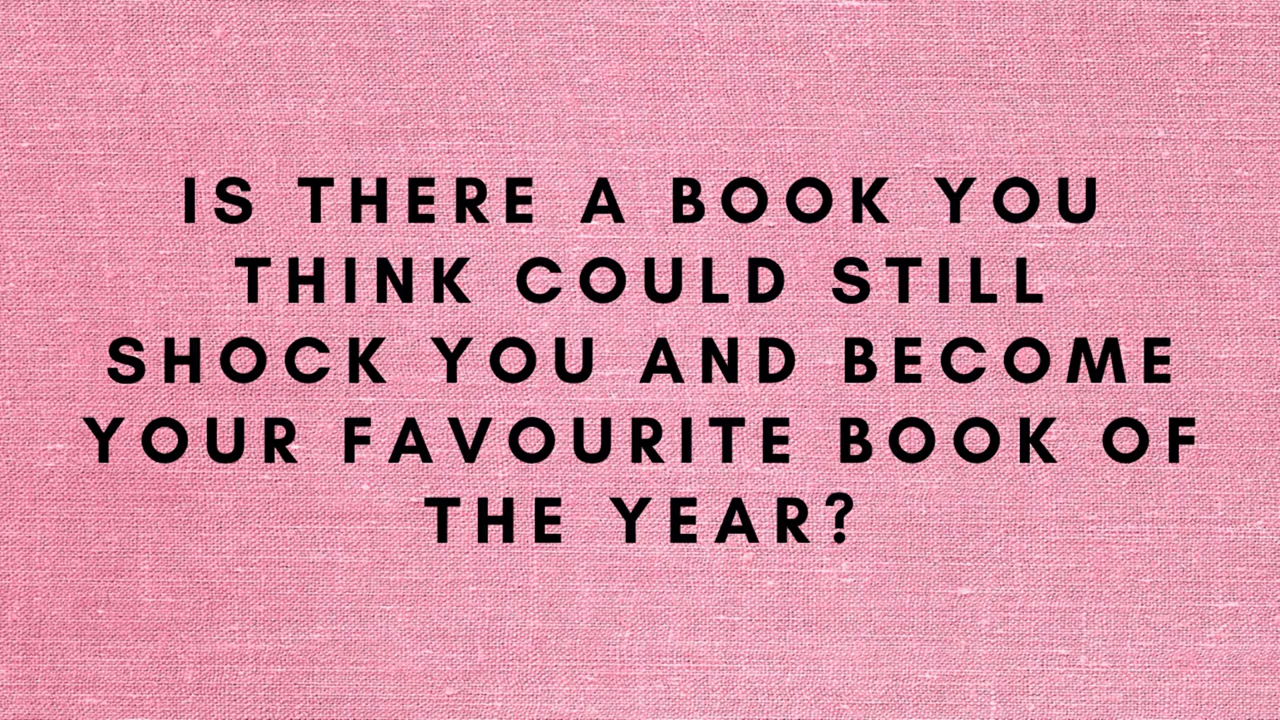 IS THERE A BOOK YOU
THINK COULD STILL
SHOCK YOU AND BECOME
YOUR FAVOURITE BOOK OF
THE YEAR?